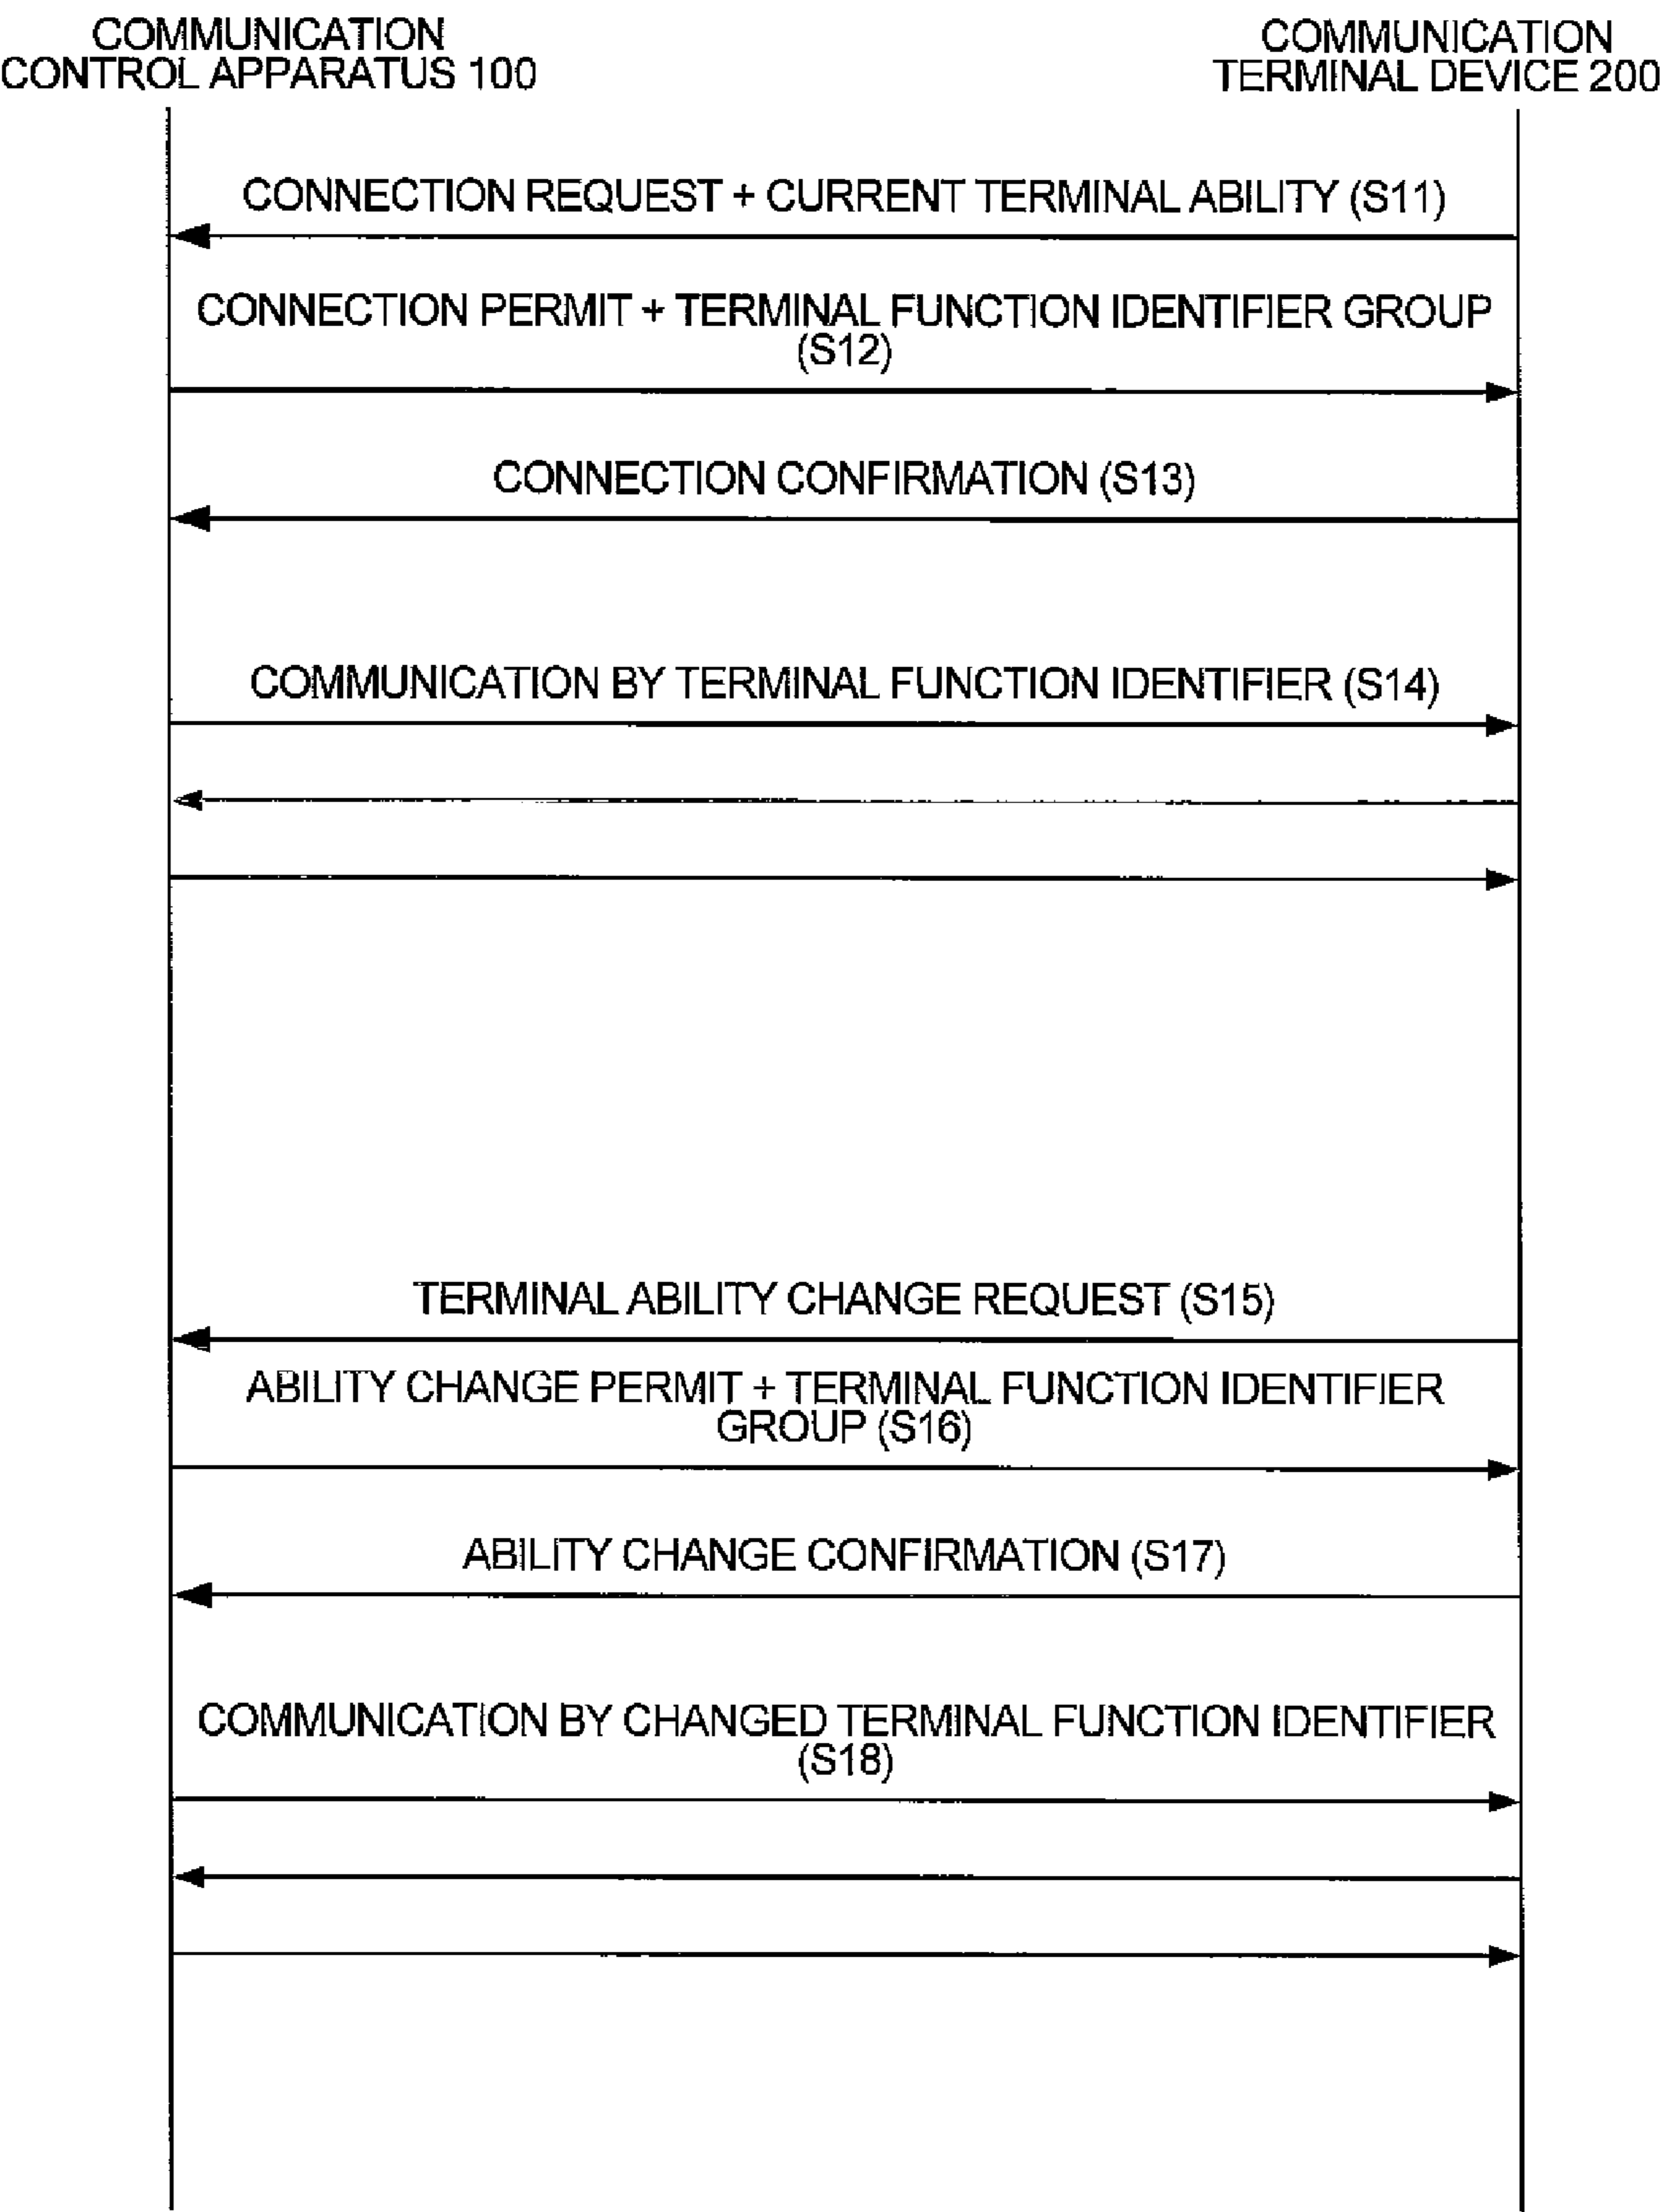 COMMUNICATION
CONTROL APPARATUS 100
COMMUNICATION
TERMINAL DEVICE 200
CONNECTION REQUEST + CURRENT TERMINAL ABILITY (S11)
CONNECTION PERMIT + TERMINAL FUNCTION IDENTIFIER GROUP
(S12)
CONNECTION CONFIRMATION (S13)
COMMUNICATION BY TERMINAL FUNCTION IDENTIFIER (S14)
TERMINAL ABILITY CHANGE REQUEST (S15)
ABILITY CHANGE PERMIT + TERMINAL FUNCTION IDENTIFIER
GROUP (S16)
ABILITY CHANGE CONFIRMATION (S17)
COMMUNICATION BY CHANGED TERMINAL FUNCTION IDENTIFIER
(S18)